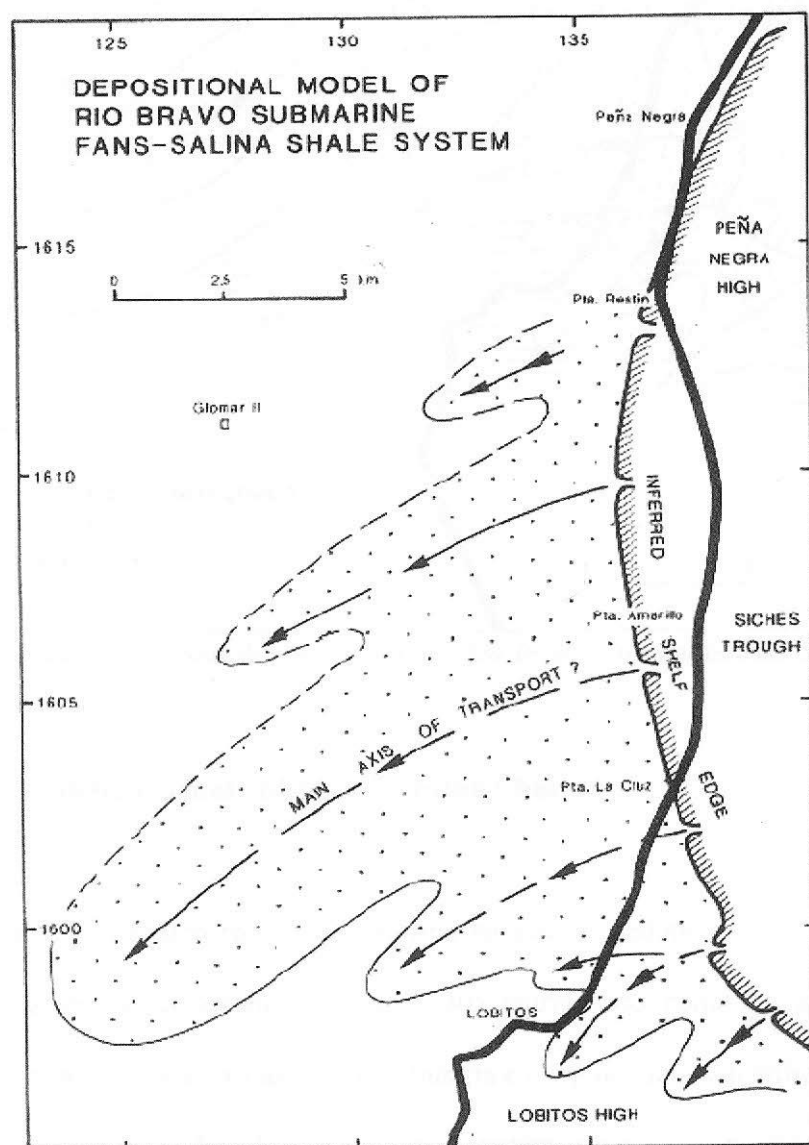 125
130
135
DEPOSITIONAL MODEL OF
RIO BRAVO SUBMARINE
FANS-SALINA SHALE SYSTEM
Peña Negra
PEÑA
NEGRA
HIGH
1615
0
2.5
5
Pta. Restin
Glomar II
1610
INFERRED
SHELF
EDGE
Pta. Amarillo
SICHES
TROUGH
1605
MAIN AXIS OF TRANSPORT ?
Pta. La Cruz
1600
LOBITOS
LOBITOS HIGH